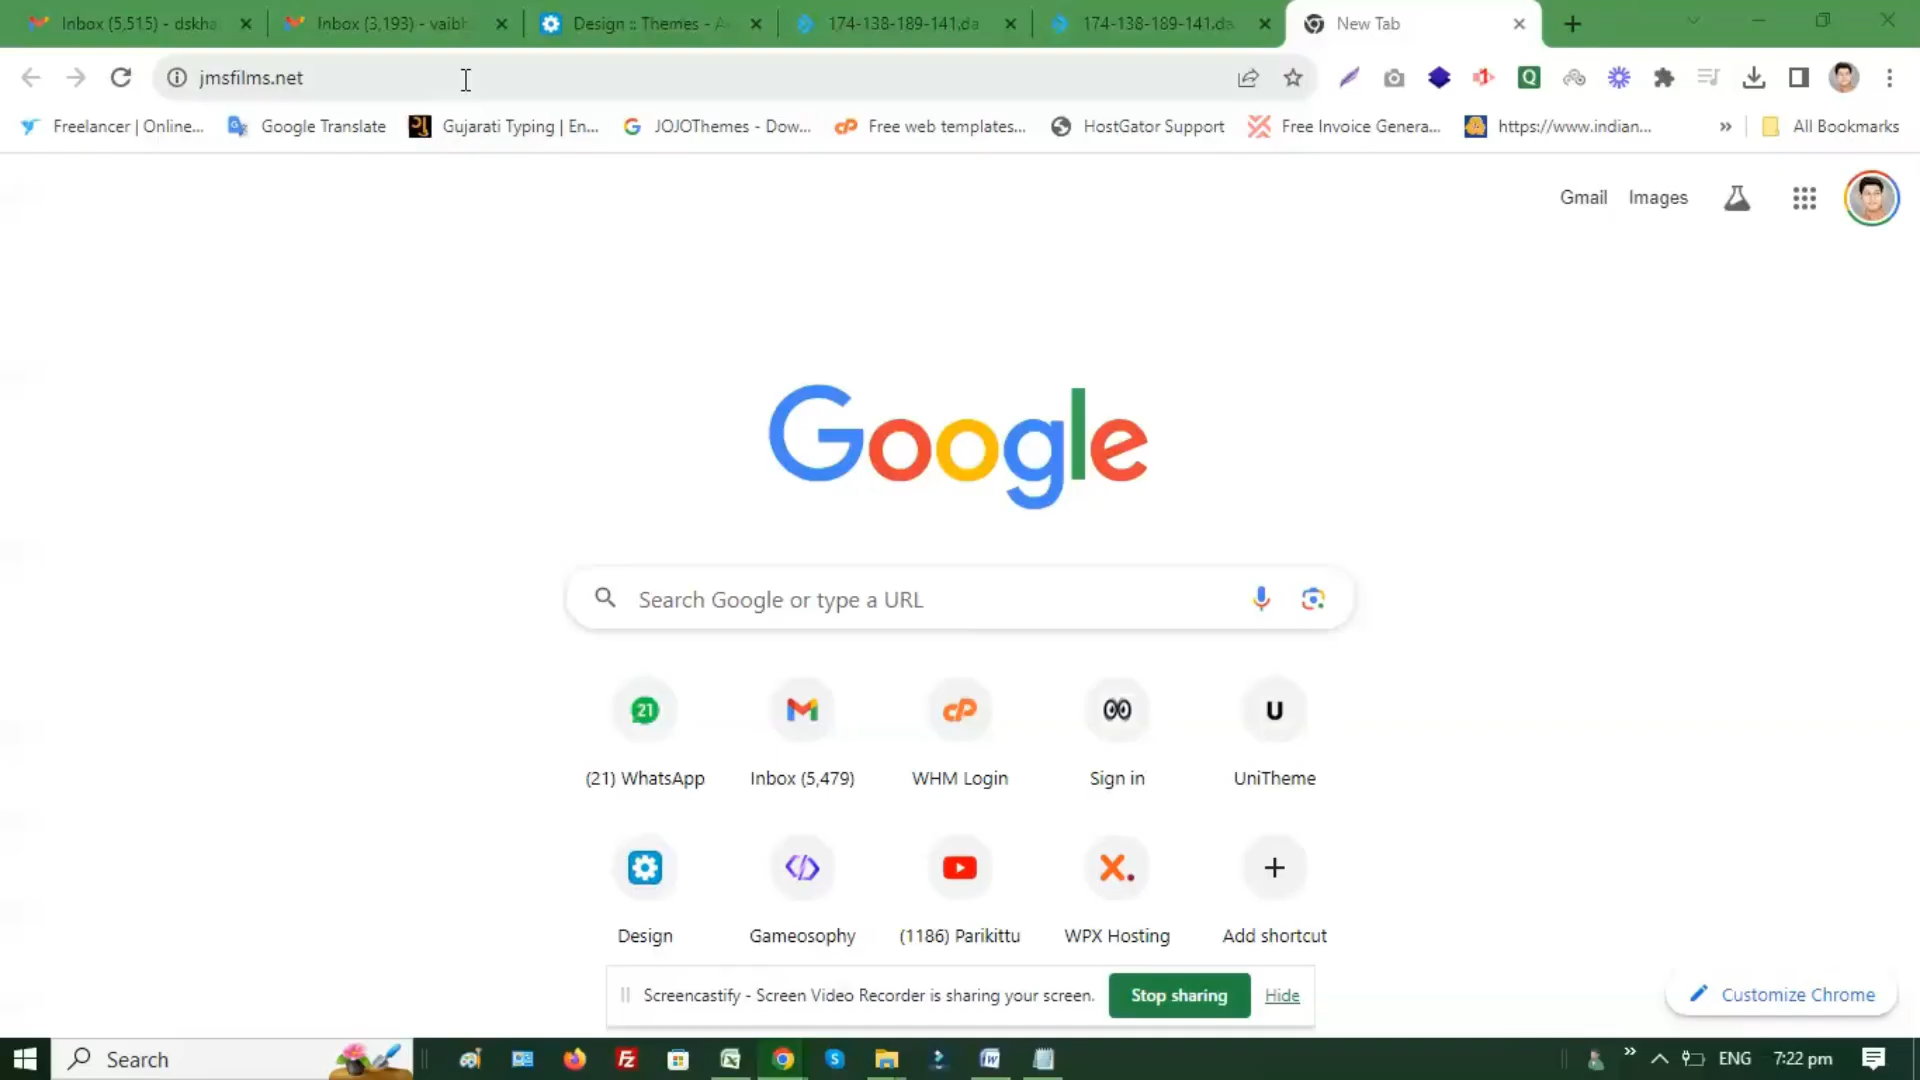 Inbox (5,515) - dskha
Inbox (3,193) - vaibh
Design :: Themes - A
174-138-189-141.da
174-138-189-141.da
New Tab
jmsfilms.net
Freelancer | Online...
Google Translate
Gujarati Typing | En...
JOJOThemes - Dow...
Free web templates...
HostGator Support
Free Invoice Genera...
https://www.indian...
All Bookmarks
Gmail
Images
Google
Search Google or type a URL
21
U
(21) WhatsApp
Inbox (5,479)
WHM Login
Sign in
UniTheme
Design
Gameosophy
(1186) Parikittu
WPX Hosting
Add shortcut
Screencastify - Screen Video Recorder is sharing your screen.
Stop sharing
Hide
Customize Chrome
Search
ENG
7:22 pm